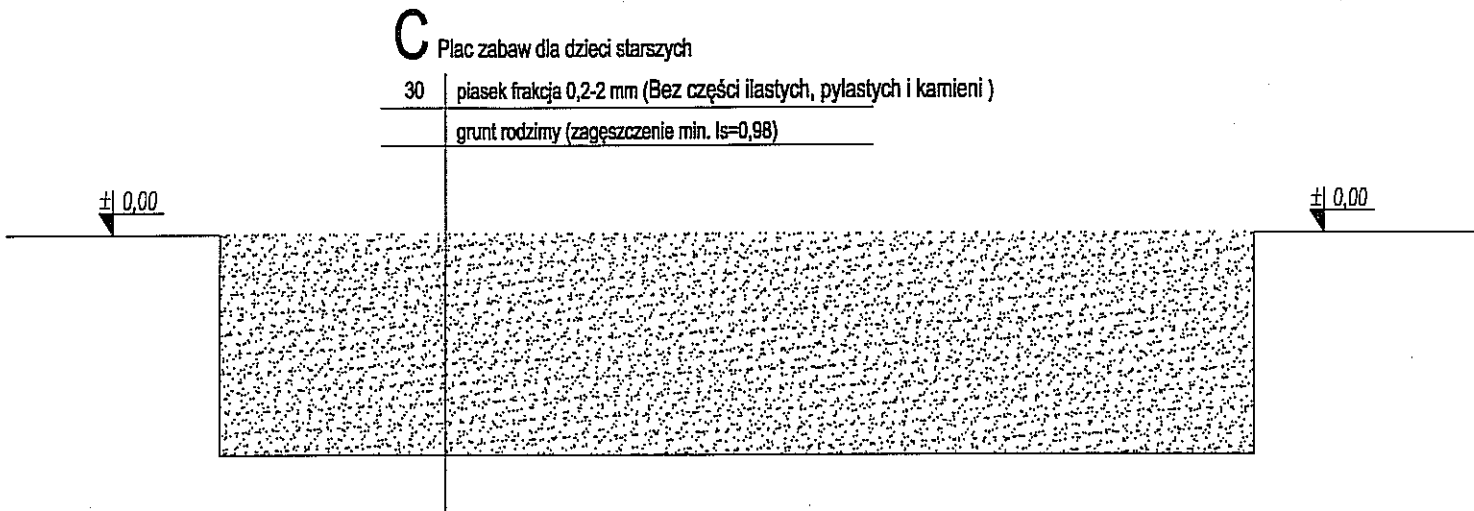 C Plac zabaw dla dzieci starszych
30 piasek frakcja 0,2-2 mm (Bez części ilastych, pylastych i kamieni )
grunt rodzimy (zagęszczenie min. Is=0,98)
± 0,00 ± 0,00